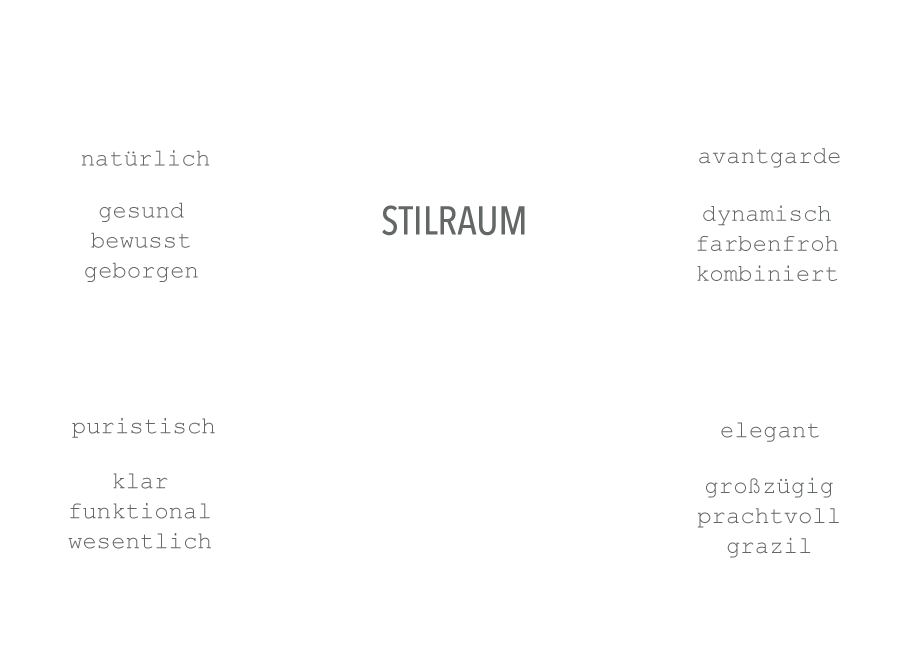 natürlich
gesund
bewusst
geborgen
STILRAUM
avantgarde
dynamisch
farbenfroh
kombiniert
puristisch
klar
funktional
wesentlich
elegant
großzügig
prachtvoll
grazil